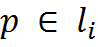 p ∈ l_i